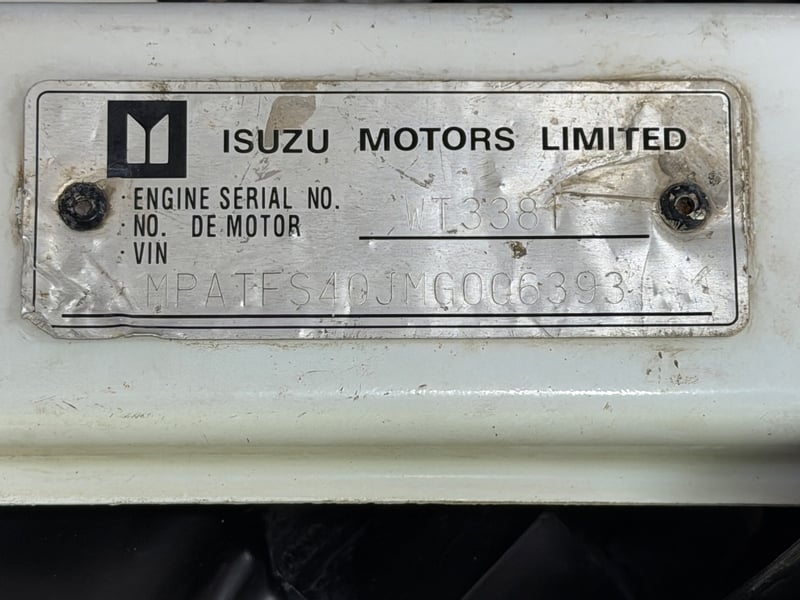 ISUZU MOTORS LIMITED
ENGINE SERIAL NO.
NO. DE MOTOR WT3381
VIN
MPATFS40JMG006393